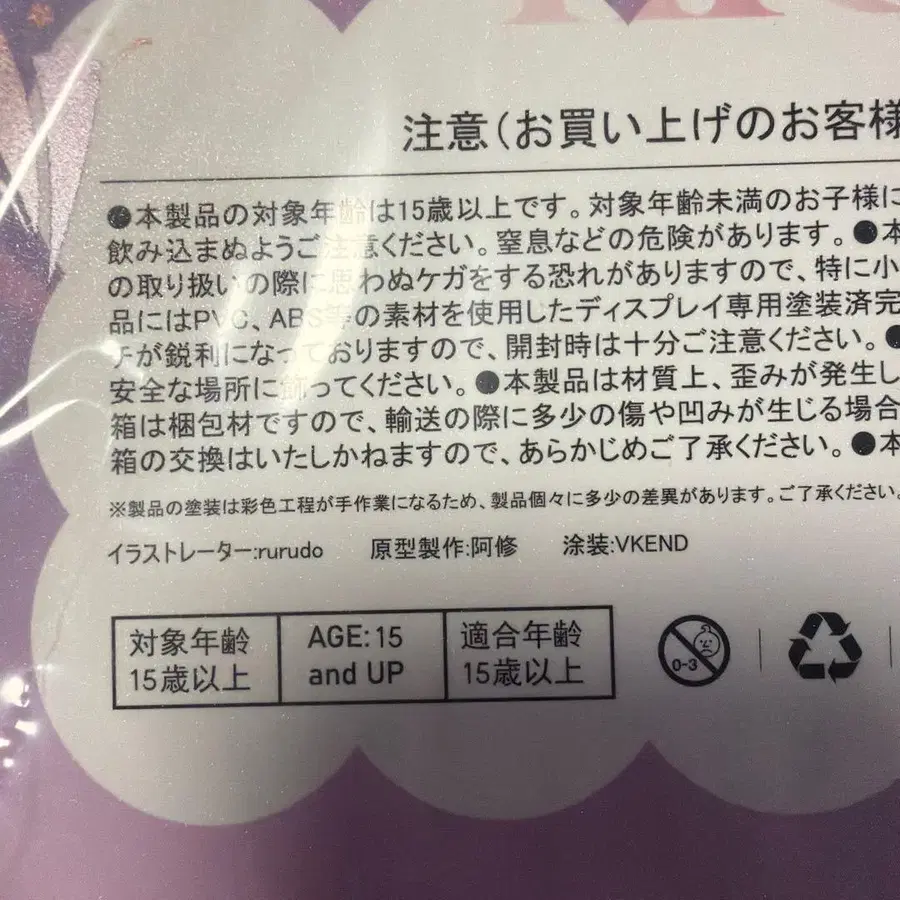 注意(お買い上げのお客様
●本製品の対象年齢は15歳以上です。対象年齢未満のお子様に
飲み込まぬようご注意ください。窒息などの危険があります。●本
の取り扱いの際に思わぬケガをする恐れがありますので、特に小
品にはPVC、ABS等の素材を使用したディスプレイ専用塗装済完
チが鋭利になっておりますので、開封時は十分ご注意ください。●
安全な場所に飾ってください。●本製品は材質上、歪みが発生し
箱は梱包材ですので、輸送の際に多少の傷や凹みが生じる場合
箱の交換はいたしかねますので、あらかじめご了承ください。●本
※製品の塗装は彩色工程が手作業になるため、製品個々に多少の差異があります。ご了承ください。
イラストレーター:rurudo 原型製作:阿修 涂装:VKEND
対象年齢 AGE:15 適合年齢
15歳以上 and UP 15歳以上
0-3